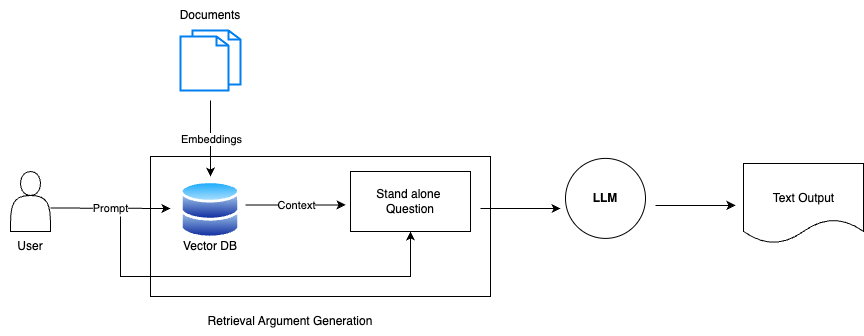 Documents
Embeddings
User
Prompt
Vector DB
Context
Stand alone
Question
LLM
Text Output
Retrieval Argument Generation